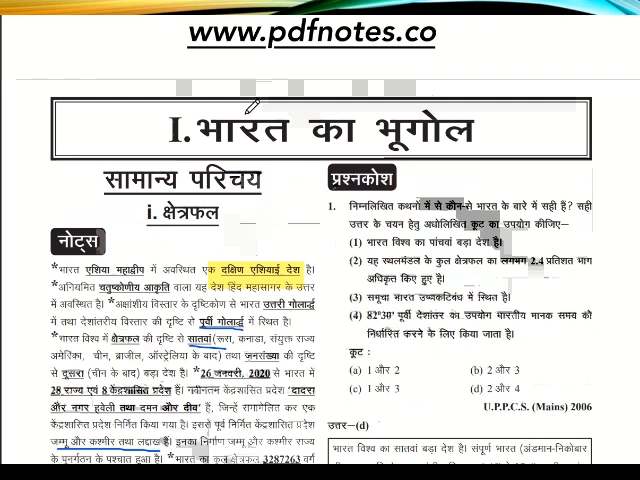 www.pdfnotes.co
I.भारत का भूगोल
सामान्य परिचय
i. क्षेत्रफल
नोट्स
*भारत एशिया महाद्वीप में अवस्थित एक दक्षिण एशियाई देश है।
*अनियमित चतुष्कोणीय आकृति वाला यह देश हिंद महासागर के उत्तर
में अवस्थित है। *अक्षांशीय विस्तार के दृष्टिकोण से भारत उत्तरी गोलार्द्ध
में तथा देशांतरीय विस्तार की दृष्टि से पूर्वी गोलार्द्ध में स्थित है।
*भारत विश्व में क्षेत्रफल की दृष्टि से सातवां (रूस, कनाडा, संयुक्त राज्य
अमेरिका, चीन, ब्राजील, ऑस्ट्रेलिया के बाद) तथा जनसंख्या की दृष्टि
से दूसरा (चीन के बाद) बड़ा देश है। *26 जनवरी, 2020 से भारत में
28 राज्य एवं 8 केंद्रशासित प्रदेश हैं। नवीनतम केंद्रशासित प्रदेश 'दादरा
और नगर हवेली तथा दमन और दीव' हैं, जिन्हें एक
केंद्रशासित प्रदेश निर्मित किया गया है। इससे पूर्व निर्मित केंद्रशासित प्रदेश
जम्मू और कश्मीर तथा लद्दाख हैं। इनका निर्माण जम्मू और कश्मीर राज्य
के पुनर्गठन के पश्चात हुआ है। *भारत का कुल क्षेत्रफल 3287263 वर्ग
प्रश्नकोश
1. निम्नलिखित कथनों में से कौन-से भारत के बारे में सही हैं? सही
उत्तर के चयन हेतु अधोलिखित कूट का उपयोग कीजिए–
(1) भारत विश्व का पांचवां बड़ा देश है।
(2) यह स्थलमंडल के कुल क्षेत्रफल का लगभग 2.4 प्रतिशत भाग
अधिकृत किए हुए है।
(3) समूचा भारत उष्णकटिबंध में स्थित है।
(4) 82°30' पूर्वी देशांतर का उपयोग भारतीय मानक समय को
निर्धारित करने के लिए किया जाता है।
कूट :
(a) 1 और 2 (b) 2 और 3
(c) 1 और 3 (d) 2 और 4
U.P.P.C.S. (Mains) 2006
उत्तर-(d)
भारत विश्व का सातवां बड़ा देश है। संपूर्ण भारत (अंडमान-निकोबार